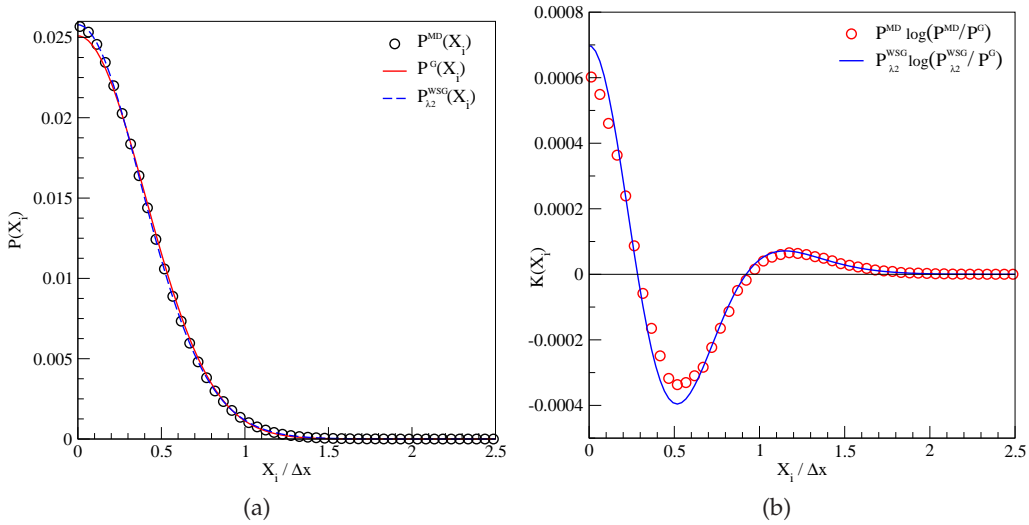 0.025
0.02
0.015
0.01
0.005
0
P(X_i)
0 0.5 1 1.5 2 2.5
X_i / Δx
P^MD(X_i)
P^G(X_i)
P_λ2^WSG(X_i)
(a)
0.0008
0.0006
0.0004
0.0002
0
-0.0002
-0.0004
K(X_i)
0 0.5 1 1.5 2 2.5
X_i / Δx
P^MD log(P^MD/P^G)
P_λ2^WSG log(P_λ2^WSG/ P^G)
(b)